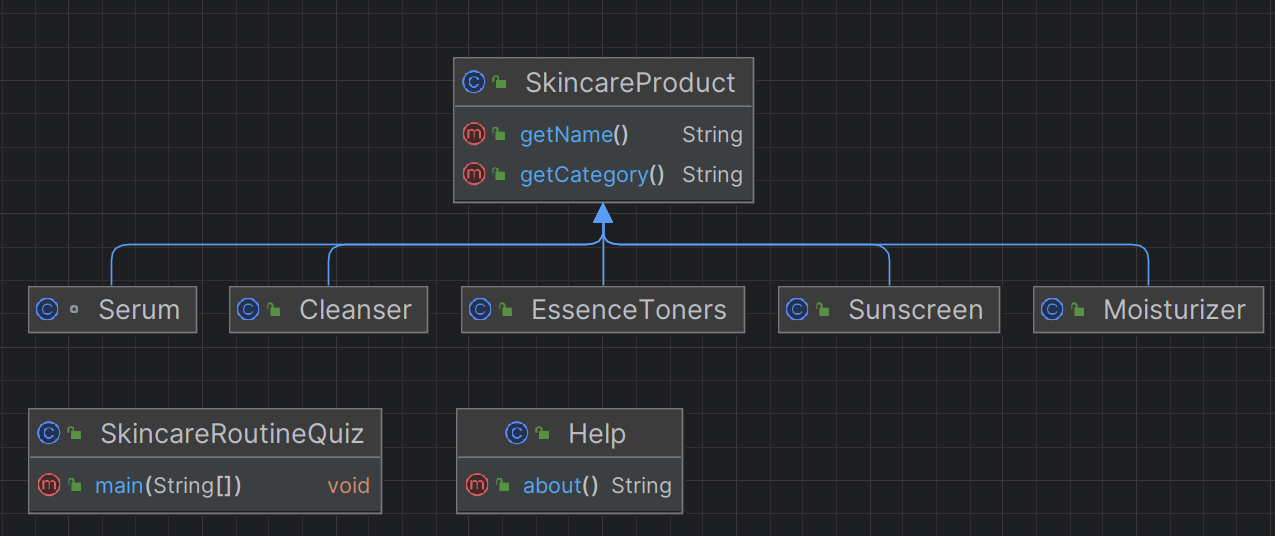 SkincareProduct
getName() String
getCategory() String
Serum
Cleanser
EssenceToners
Sunscreen
Moisturizer
SkincareRoutineQuiz
main(String[]) void
Help
about() String